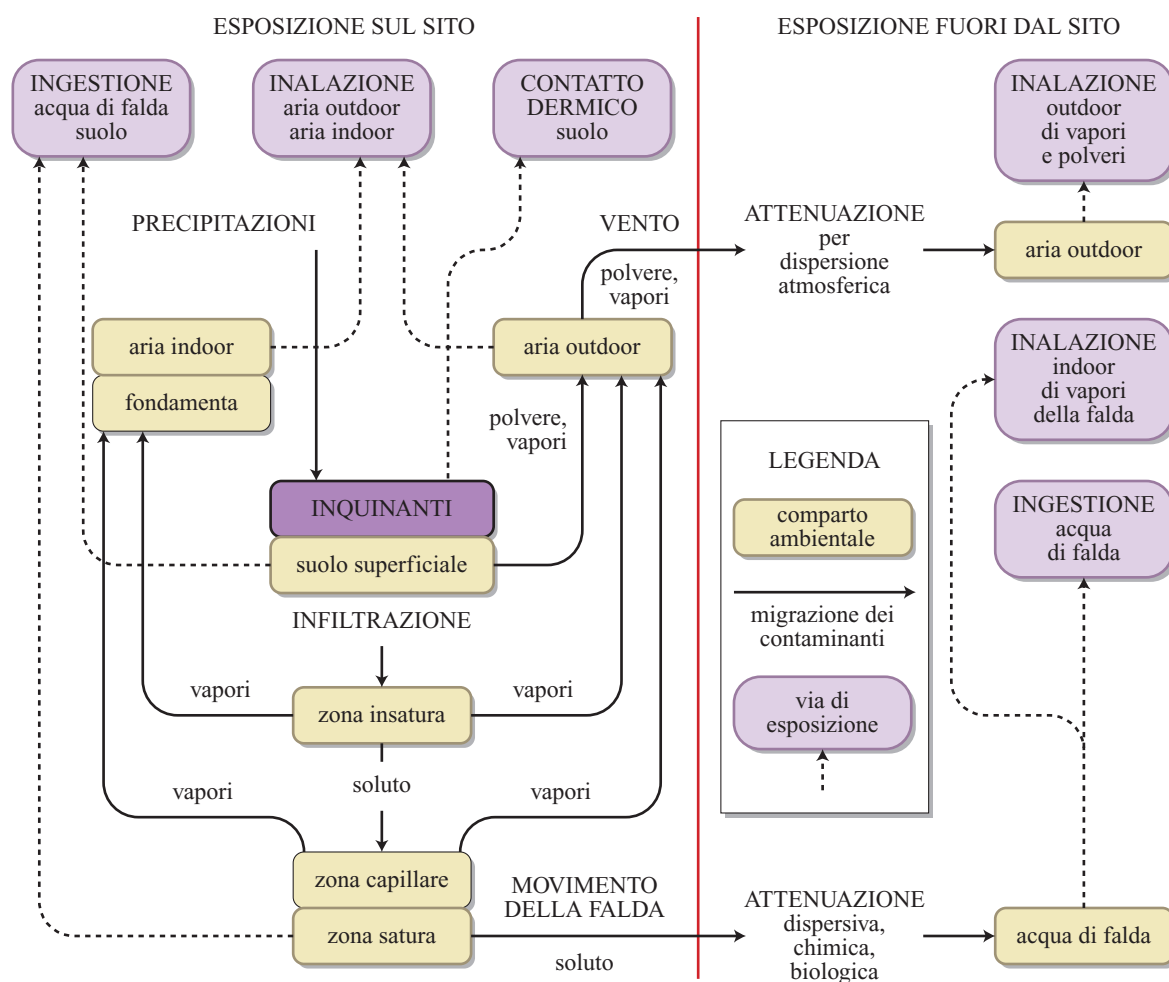 ESPOSIZIONE SUL SITO
ESPOSIZIONE FUORI DAL SITO
INGESTIONE
acqua di falda
suolo
INALAZIONE
aria outdoor
aria indoor
CONTATTO
DERMICO
suolo
INALAZIONE
outdoor
di vapori
e polveri
PRECIPITAZIONI
VENTO
polvere,
vapori
ATTENUAZIONE
per
dispersione
atmosferica
aria outdoor
aria indoor
fondamenta
aria outdoor
polvere,
vapori
INALAZIONE
indoor
di vapori
della falda
INQUINANTI
suolo superficiale
LEGENDA
comparto
ambientale
migrazione dei
contaminanti
via di
esposizione
INGESTIONE
acqua
di falda
INFILTRAZIONE
vapori
zona insatura
vapori
soluto
vapori
vapori
zona capillare
zona satura
MOVIMENTO
DELLA FALDA
soluto
ATTENUAZIONE
dispersiva,
chimica,
biologica
acqua di falda